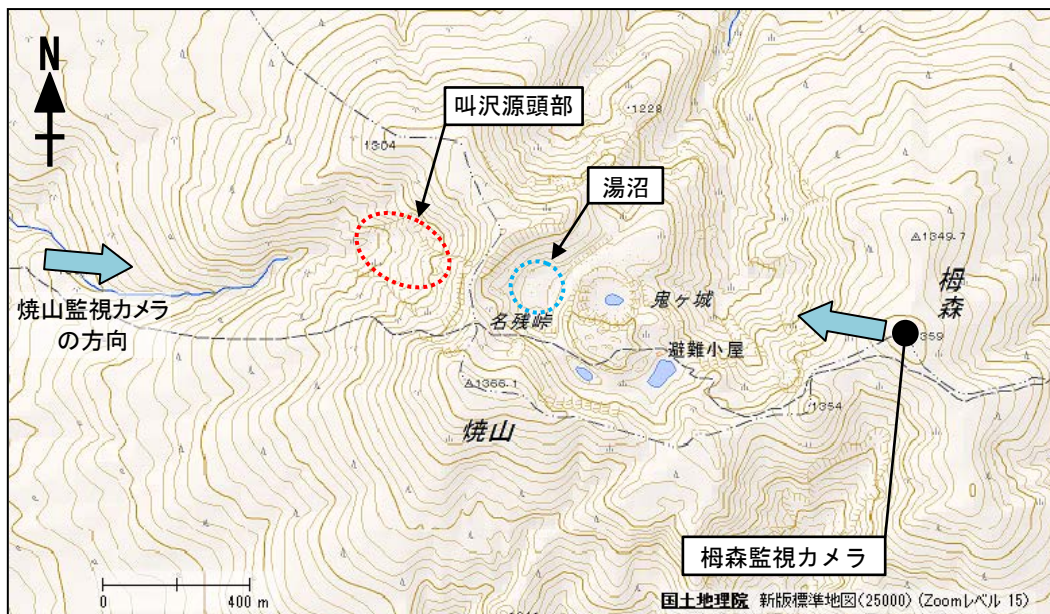 N
叫沢源頭部
1228
1304
湯沼
△1349.7
栂森
焼山監視カメラ
の方向
鬼ヶ城
名残峠
1359
避難小屋
△1366.1
1354
焼山
栂森監視カメラ
0
400 m
国土地理院 新版標準地図(25000) (Zoomレベル 15)